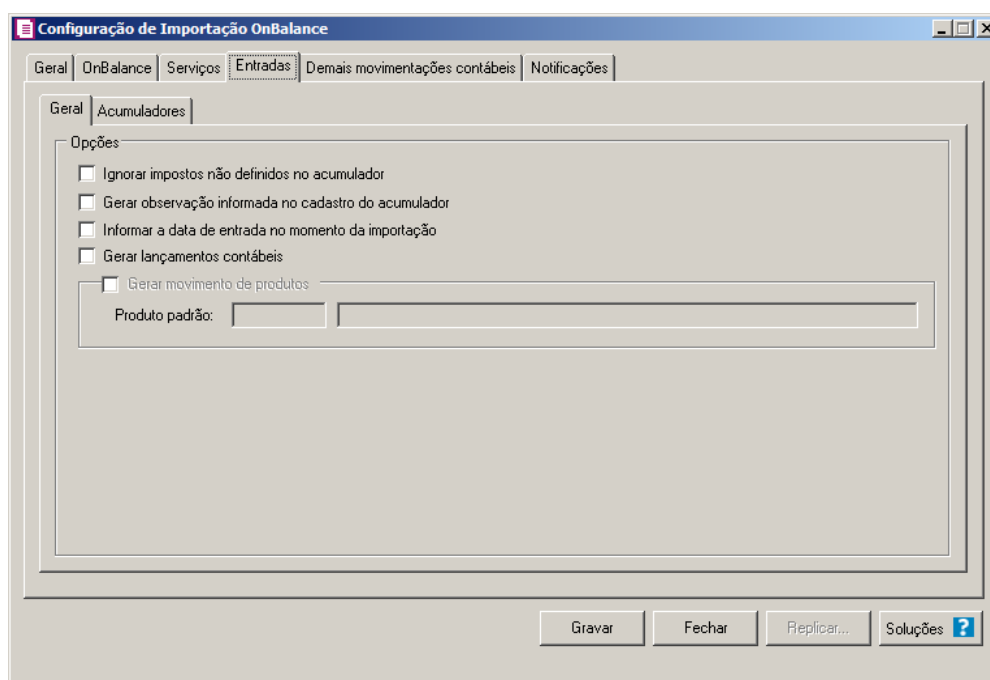 Configuração de Importação OnBalance
Geral OnBalance Serviços Entradas Demais movimentações contábeis Notificações
Geral Acumuladores
Opções
Ignorar impostos não definidos no acumulador
Gerar observação informada no cadastro do acumulador
Informar a data de entrada no momento da importação
Gerar lançamentos contábeis
Gerar movimento de produtos
Produto padrão:
Gravar Fechar Replicar... Soluções ?